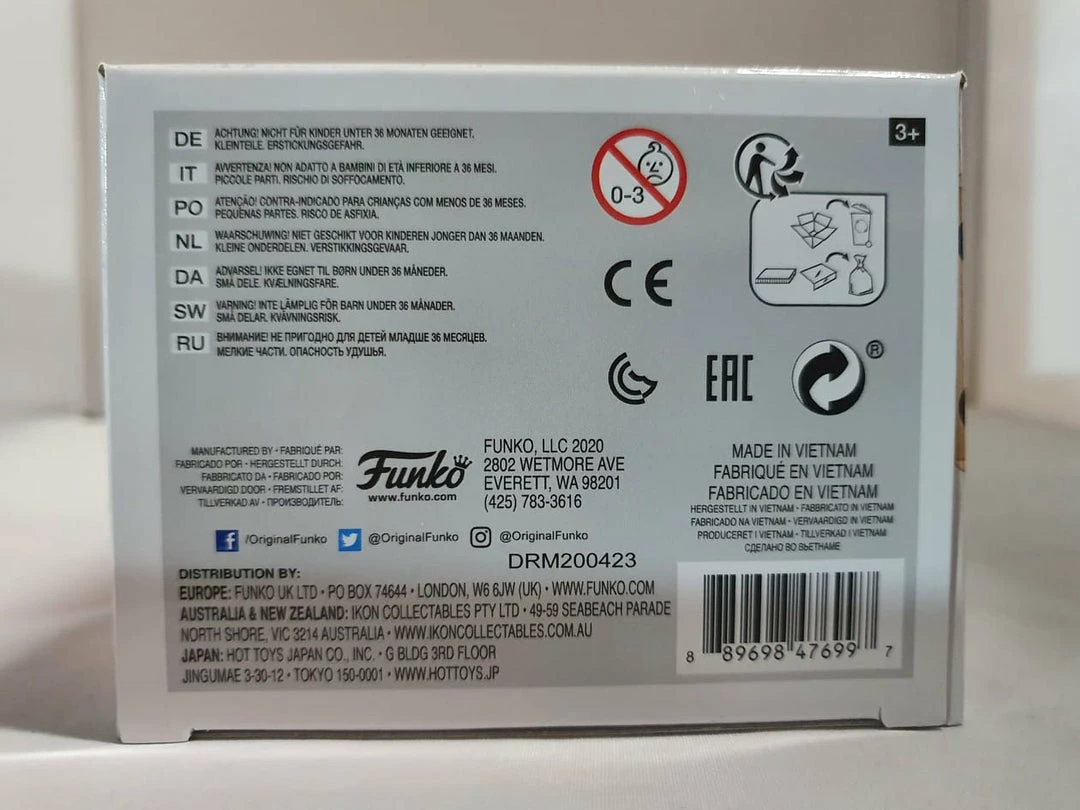 DE ACHTUNG! NICHT FÜR KINDER UNTER 36 MONATEN GEEIGNET.
KLEINTEILE. ERSTICKUNGSGEFAHR.
IT AVVERTENZA! NON ADATTO A BAMBINI DI ETÀ INFERIORE A 36 MESI.
PICCOLE PARTI. RISCHIO DI SOFFOCAMENTO.
PO ATENÇÃO! CONTRA-INDICADO PARA CRIANÇAS COM MENOS DE 36 MESES.
PEQUENAS PARTES. RISCO DE ASFIXIA.
NL WAARSCHUWING! NIET GESCHIKT VOOR KINDEREN JONGER DAN 36 MAANDEN.
KLEINE ONDERDELEN. VERSTIKKINGSGEVAAR.
DA ADVARSEL! IKKE EGNET TIL BØRN UNDER 36 MÅNEDER.
SMÅ DELE. KVÆLNINGSFARE.
SW VARNING! INTE LÄMPLIG FÖR BARN UNDER 36 MÅNADER.
SMÅ DELAR. KVÄVNINGSRISK.
RU ВНИМАНИЕ! НЕ ПРИГОДНО ДЛЯ ДЕТЕЙ МЛАДШЕ 36 МЕСЯЦЕВ.
МЕЛКИЕ ЧАСТИ. ОПАСНОСТЬ УДУШЬЯ.
0-3
3+
CE
EAC
®
MANUFACTURED BY • FABRIQUÉ PAR:
FABRICADO POR • HERGESTELLT DURCH:
FABBRICATO DA • FABRICADO POR:
VERVAARDIGD DOOR • FREMSTILLET AF:
TILLVERKAD AV • ПРОИЗВОДИТЕЛЬ:
Funko
www.funko.com
FUNKO, LLC 2020
2802 WETMORE AVE
EVERETT, WA 98201
(425) 783-3616
MADE IN VIETNAM
FABRIQUÉ EN VIETNAM
FABRICADO EN VIETNAM
HERGESTELLT IN VIETNAM • FABBRICATO IN VIETNAM
FABRICADO NA VIETNAM • VERVAARDIGD IN VIETNAM
PRODUCERET I VIETNAM • TILLVERKAD I VIETNAM
СДЕЛАНО ВО ВЬЕТНАМЕ
f /OriginalFunko @OriginalFunko @OriginalFunko
DRM200423
DISTRIBUTION BY:
EUROPE: FUNKO UK LTD • PO BOX 74644 • LONDON, W6 6JW (UK) • WWW.FUNKO.COM
AUSTRALIA & NEW ZEALAND: IKON COLLECTABLES PTY LTD • 49-59 SEABEACH PARADE
NORTH SHORE, VIC 3214 AUSTRALIA • WWW.IKONCOLLECTABLES.COM.AU
JAPAN: HOT TOYS JAPAN CO., INC. • G BLDG 3RD FLOOR
JINGUMAE 3-30-12 • TOKYO 150-0001 • WWW.HOTTOYS.JP
8 89698 47699 7